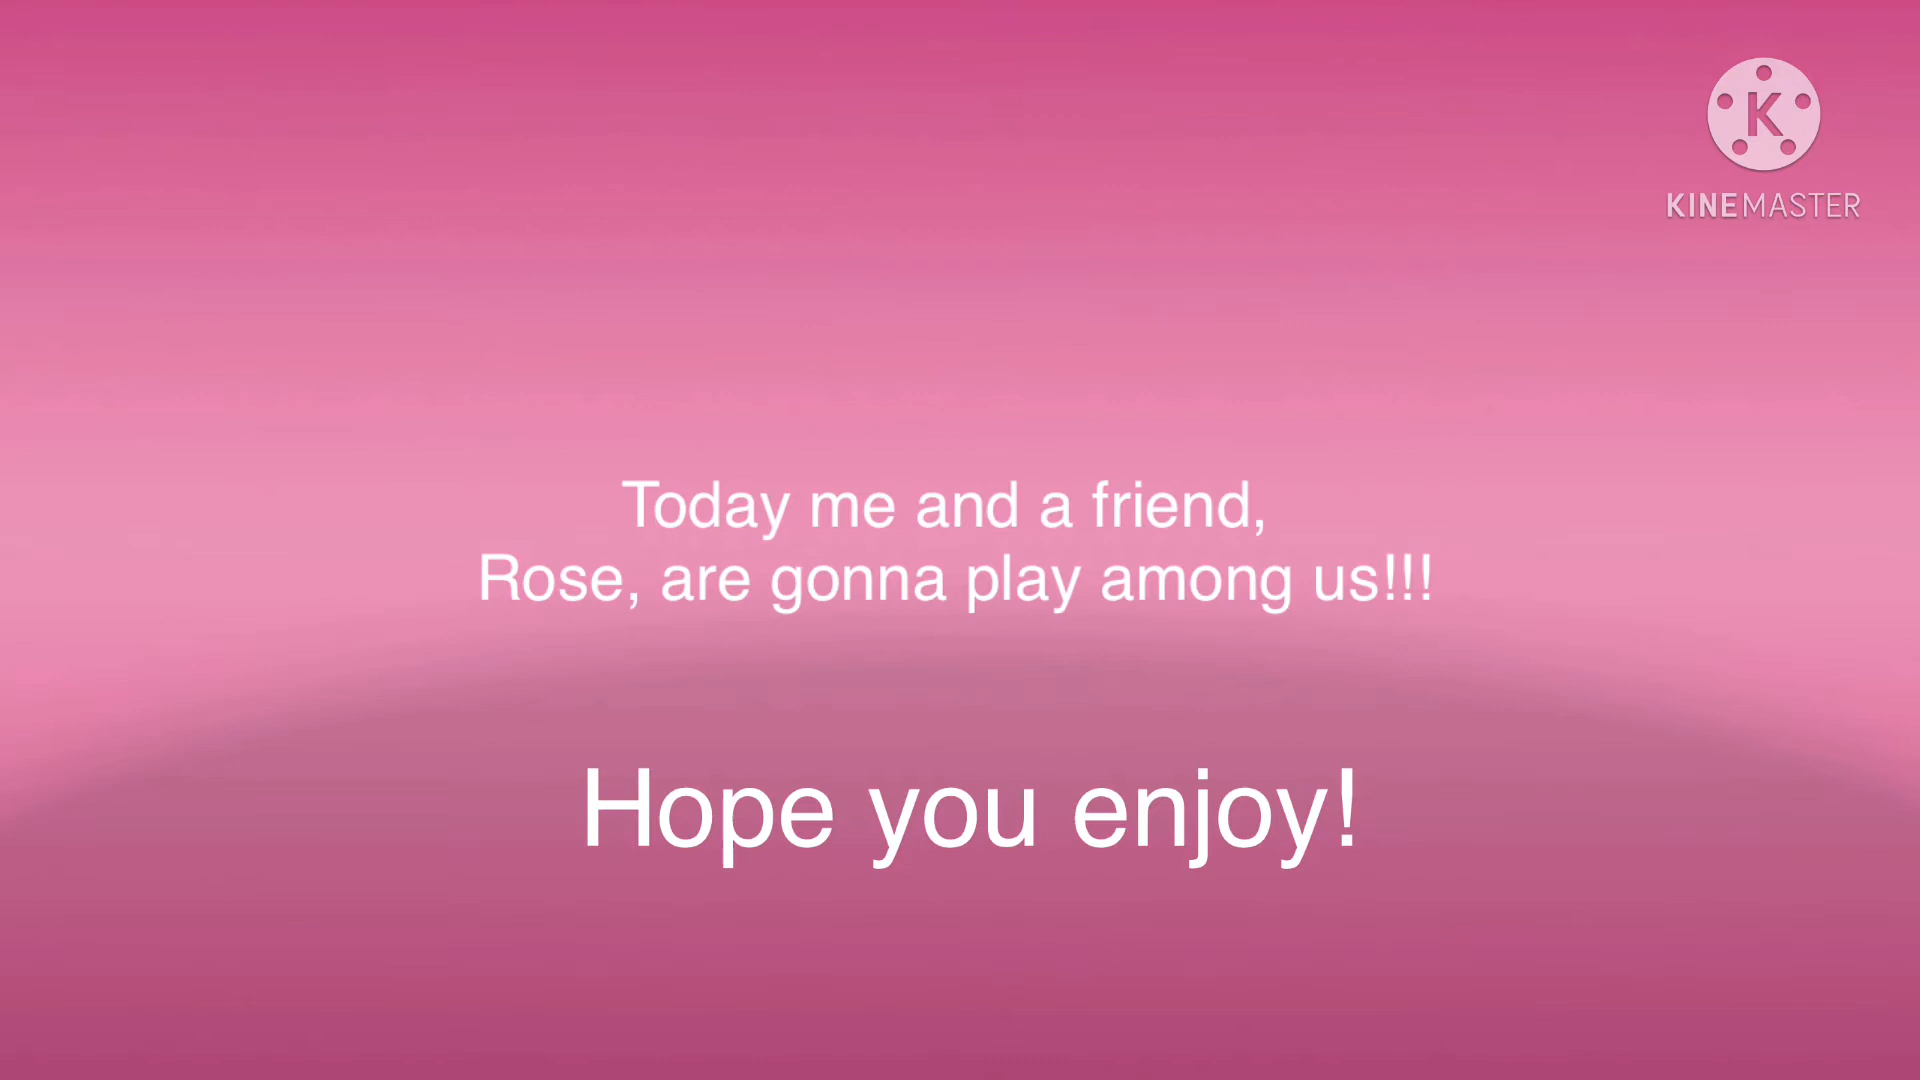 K
KINEMASTER
Today me and a friend,
Rose, are gonna play among us!!!
Hope you enjoy!